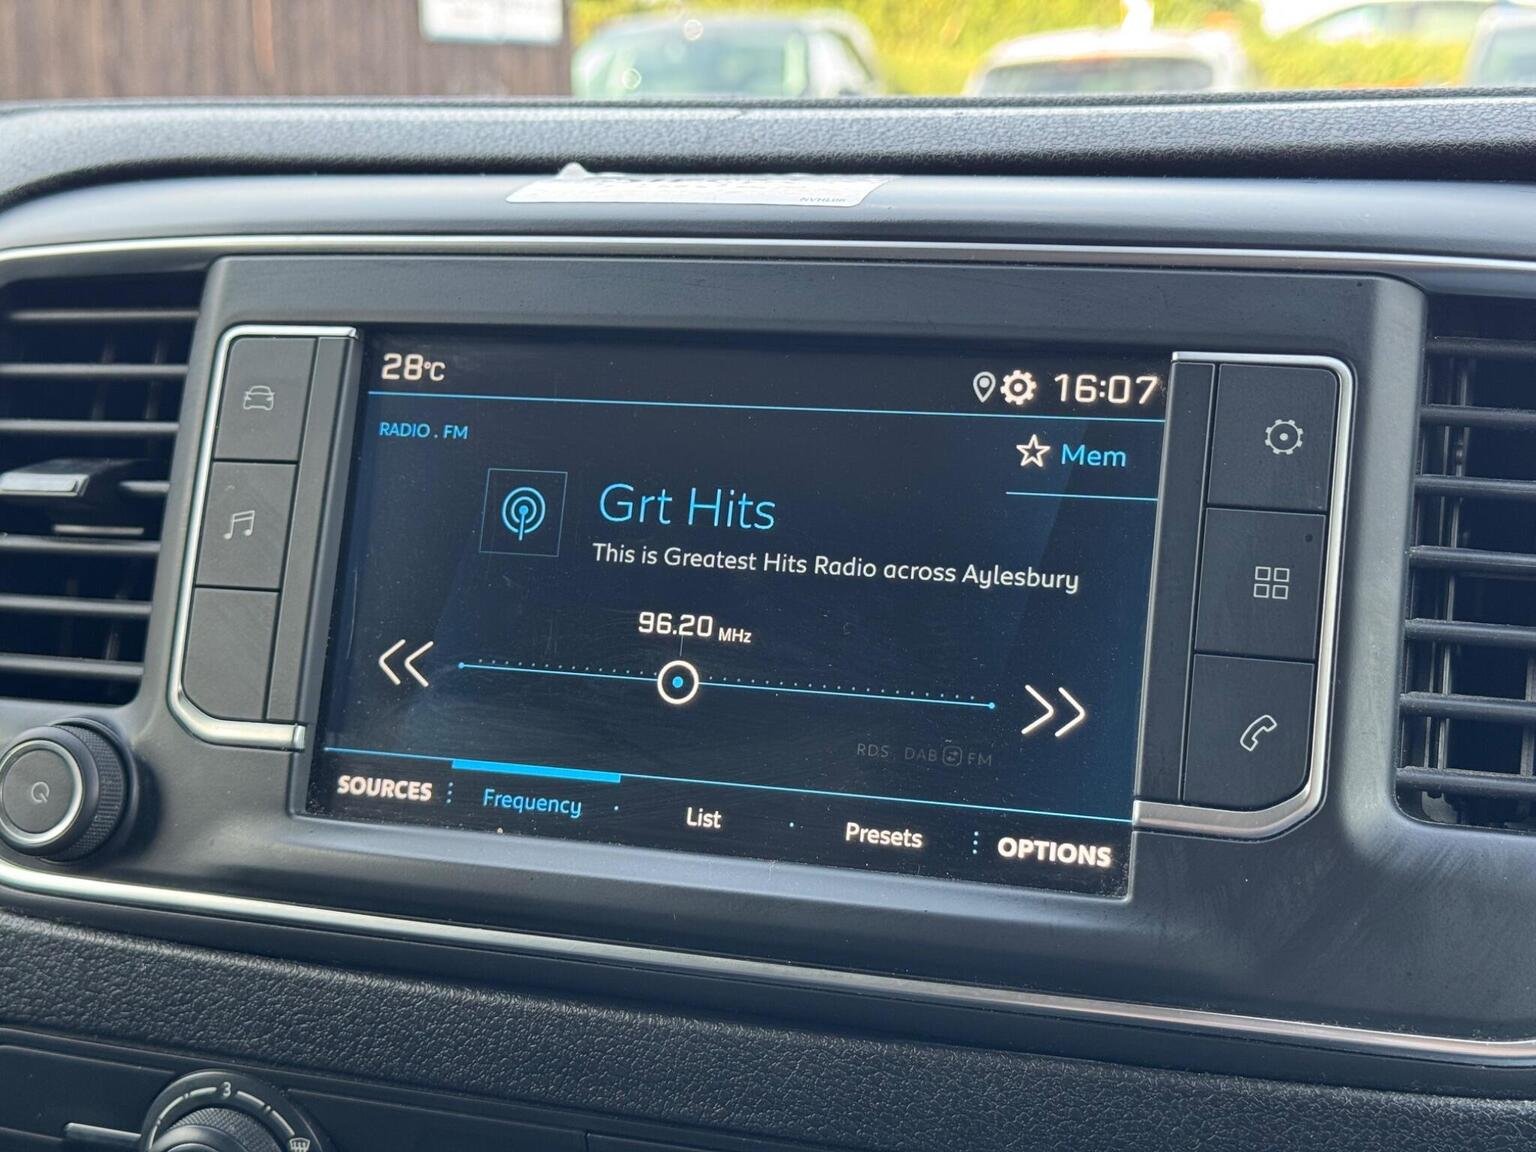 28°C
16:07
RADIO . FM
Mem
Grt Hits
This is Greatest Hits Radio across Aylesbury
96.20 MHz
RDS DAB FM
SOURCES Frequency List Presets OPTIONS
3